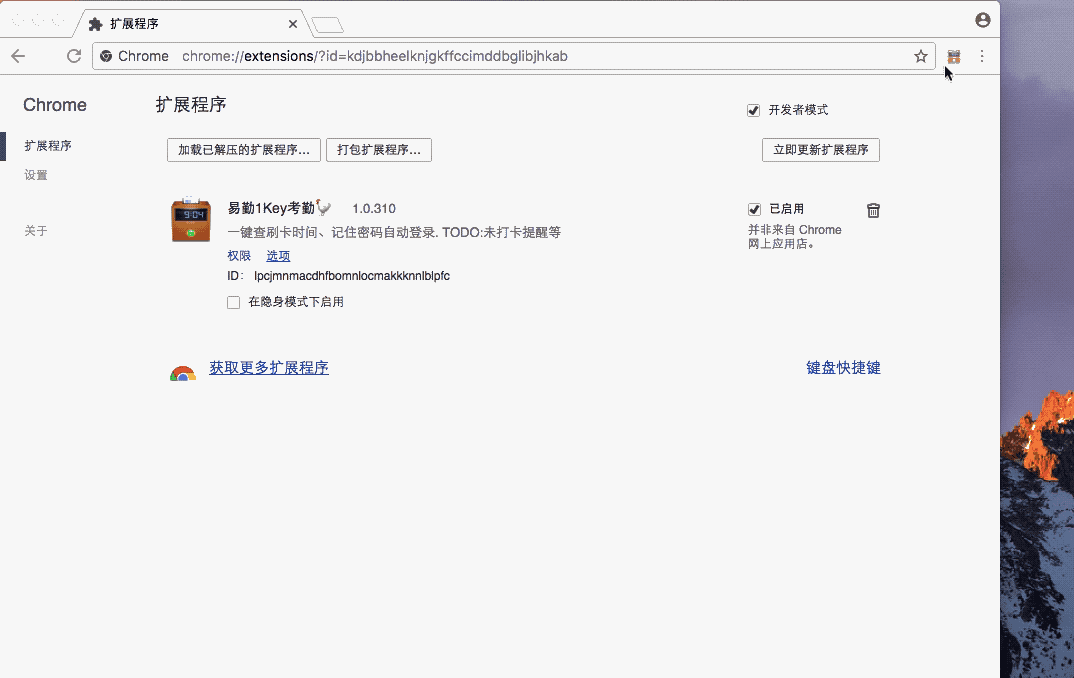 扩展程序
Chrome chrome://extensions/?id=kdjbbheelknjgkffccimddbglibjhkab
Chrome
扩展程序
设置
关于
扩展程序
开发者模式
加载已解压的扩展程序...
打包扩展程序...
立即更新扩展程序
9:04
易勤1Key考勤🐓 1.0.310
已启用
一键查刷卡时间、记住密码自动登录. TODO:未打卡提醒等
并非来自 Chrome
网上应用店。
权限 选项
ID： lpcjmnmacdhfbomnlocmakkknnlblpfc
在隐身模式下启用
获取更多扩展程序
键盘快捷键